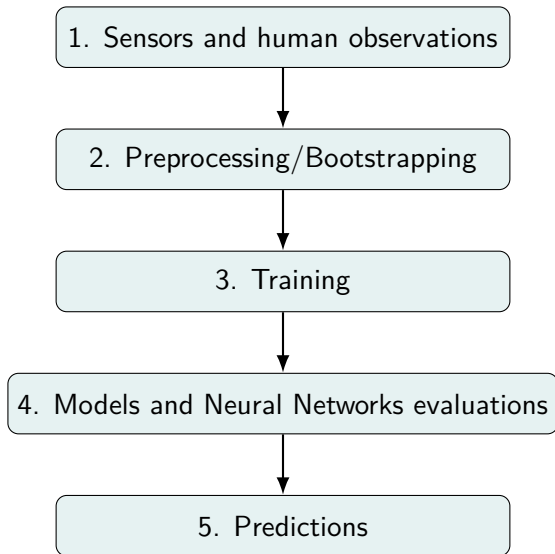 1. Sensors and human observations
2. Preprocessing/Bootstrapping
3. Training
4. Models and Neural Networks evaluations
5. Predictions